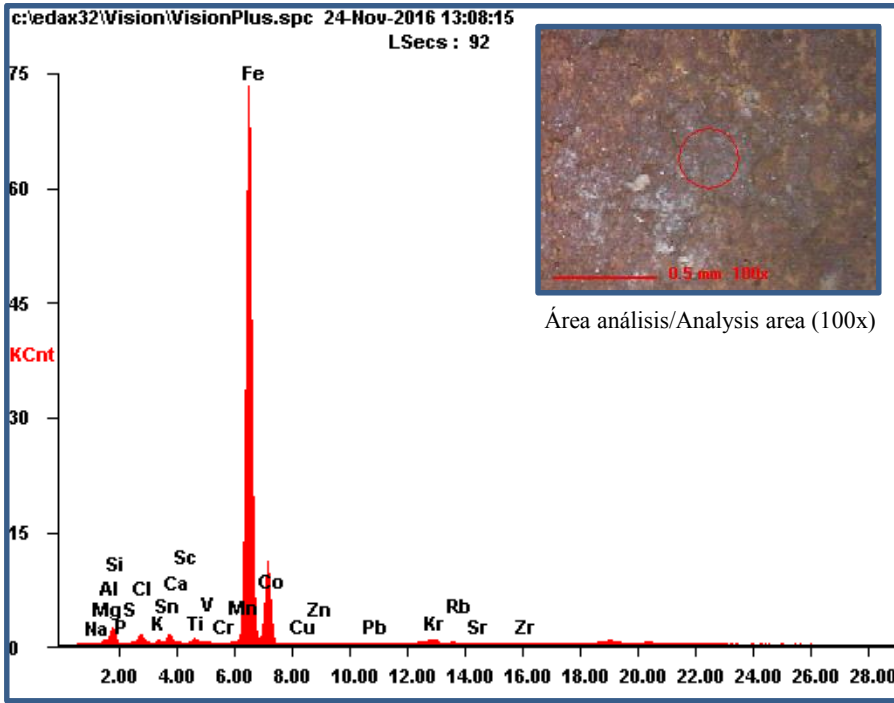 c:\edax32\Vision\VisionPlus.spc 24-Nov-2016 13:08:15
LSecs : 92
75
Fe
60
45
KCnt
30
15
Sc
Si
Al Cl Ca Co
Mg S Sn V Mn Zn Rb
Na P K Ti Cr Cu Pb Kr Sr Zr
0
2.00 4.00 6.00 8.00 10.00 12.00 14.00 16.00 18.00 20.00 22.00 24.00 26.00 28.00
0.5 mm 100x
Área análisis/Analysis area (100x)